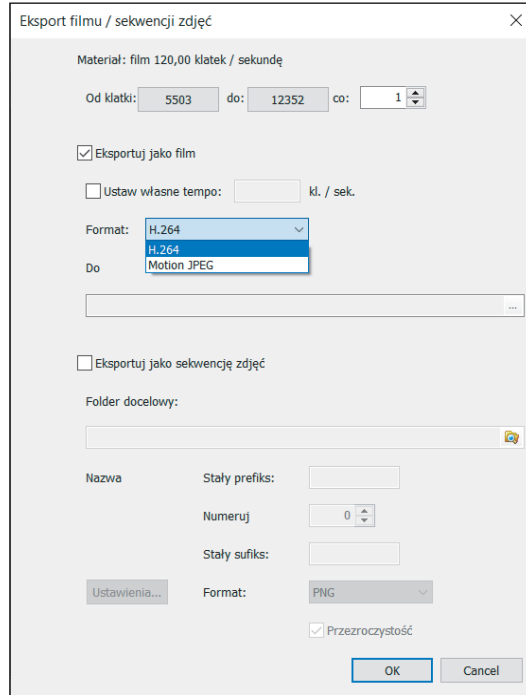 Eksport filmu / sekwencji zdjęć
Materiał: film 120,00 klatek / sekundę
Od klatki: 5503 do: 12352 co: 1
Eksportuj jako film
Ustaw własne tempo: kl. / sek.
Format: H.264
H.264
Motion JPEG
Do
...
Eksportuj jako sekwencję zdjęć
Folder docelowy:
Nazwa Stały prefiks:
Numeruj 0
Stały sufiks:
Ustawienia... Format: PNG
Przezroczystość
OK Cancel